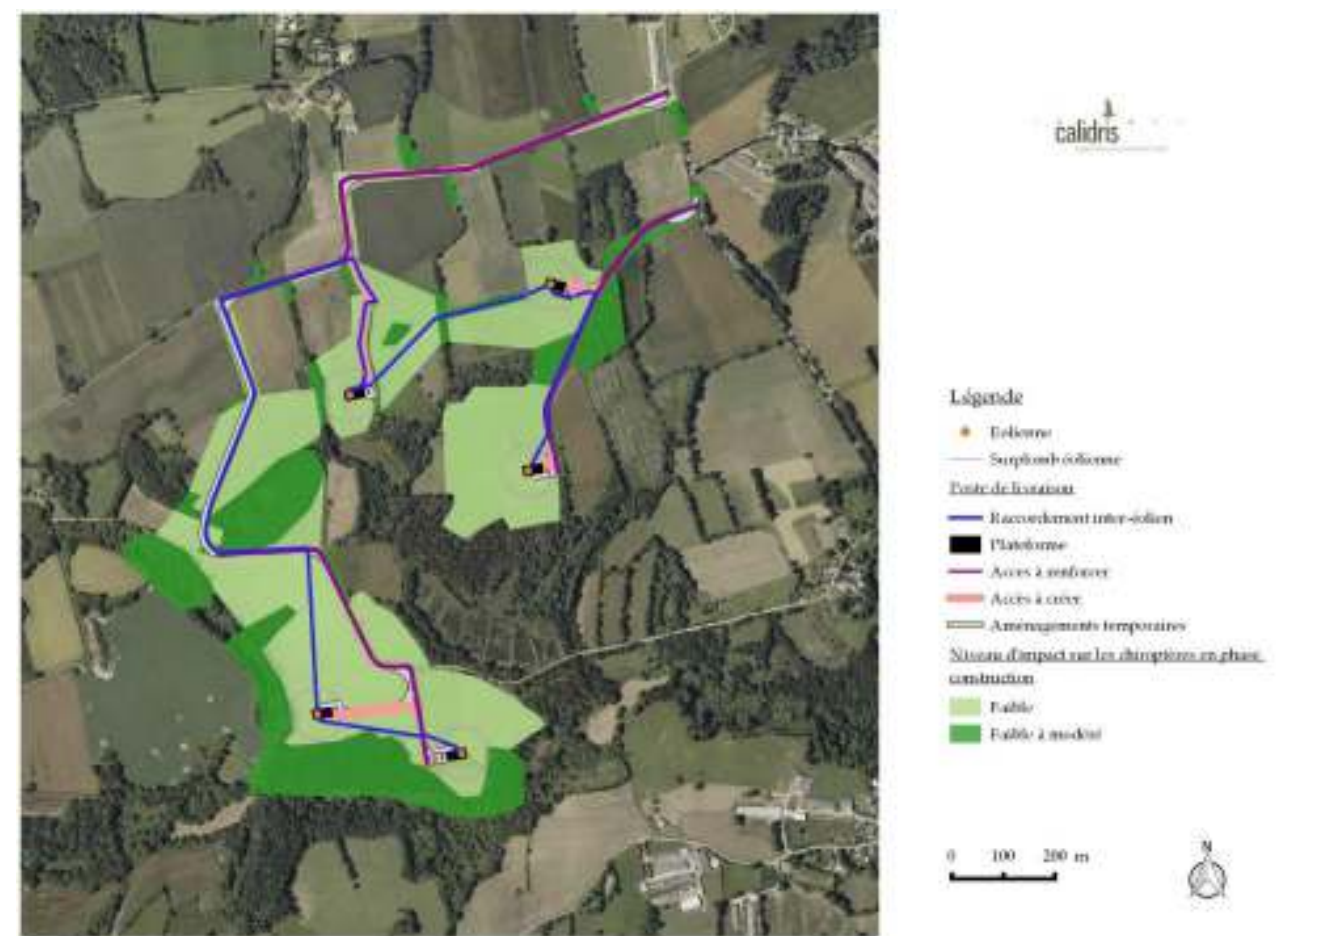 calidris
Légende
Eolienne
Surplomb éolienne
Poste de livraison
Raccordement inter-éolien
Plateforme
Accès à renforcer
Accès à créer
Aménagements temporaires
Niveau d'impact sur les chiroptères en phase
construction
Faible
Faible à modéré
0 100 200 m
N